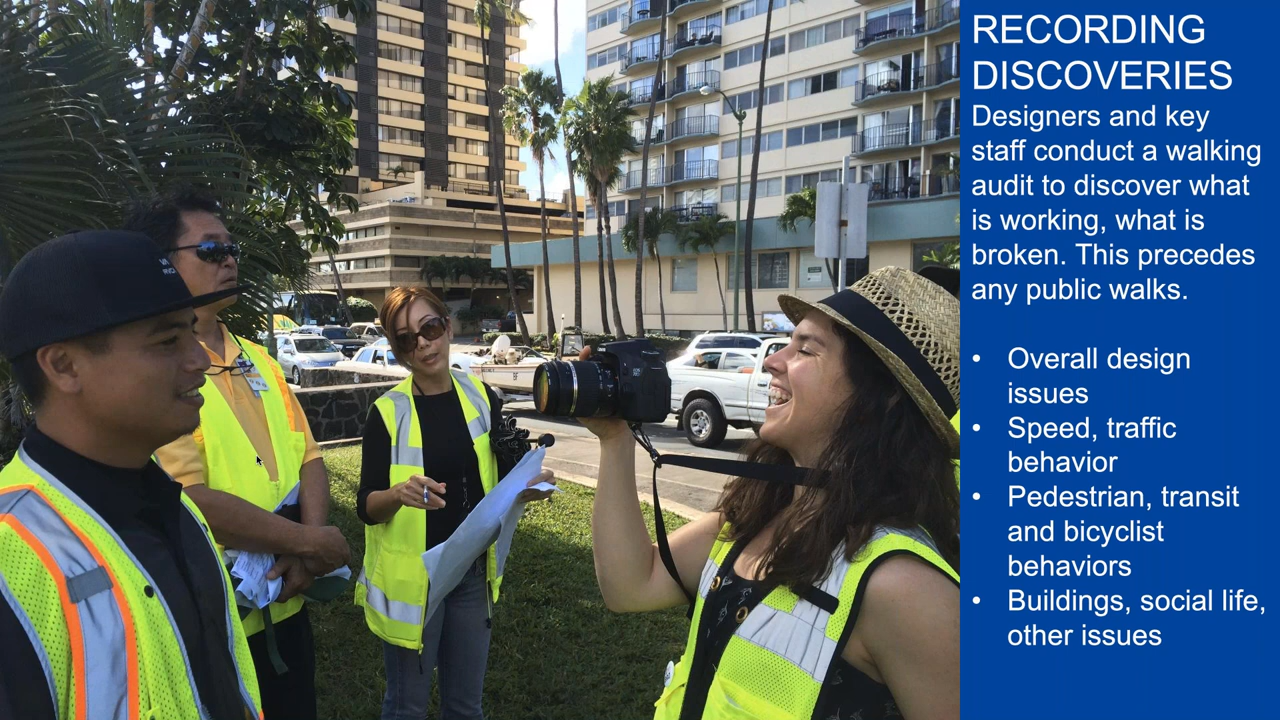 RECORDING
DISCOVERIES
Designers and key
staff conduct a walking
audit to discover what
is working, what is
broken. This precedes
any public walks.
• Overall design
issues
• Speed, traffic
behavior
• Pedestrian, transit
and bicyclist
behaviors
• Buildings, social life,
other issues